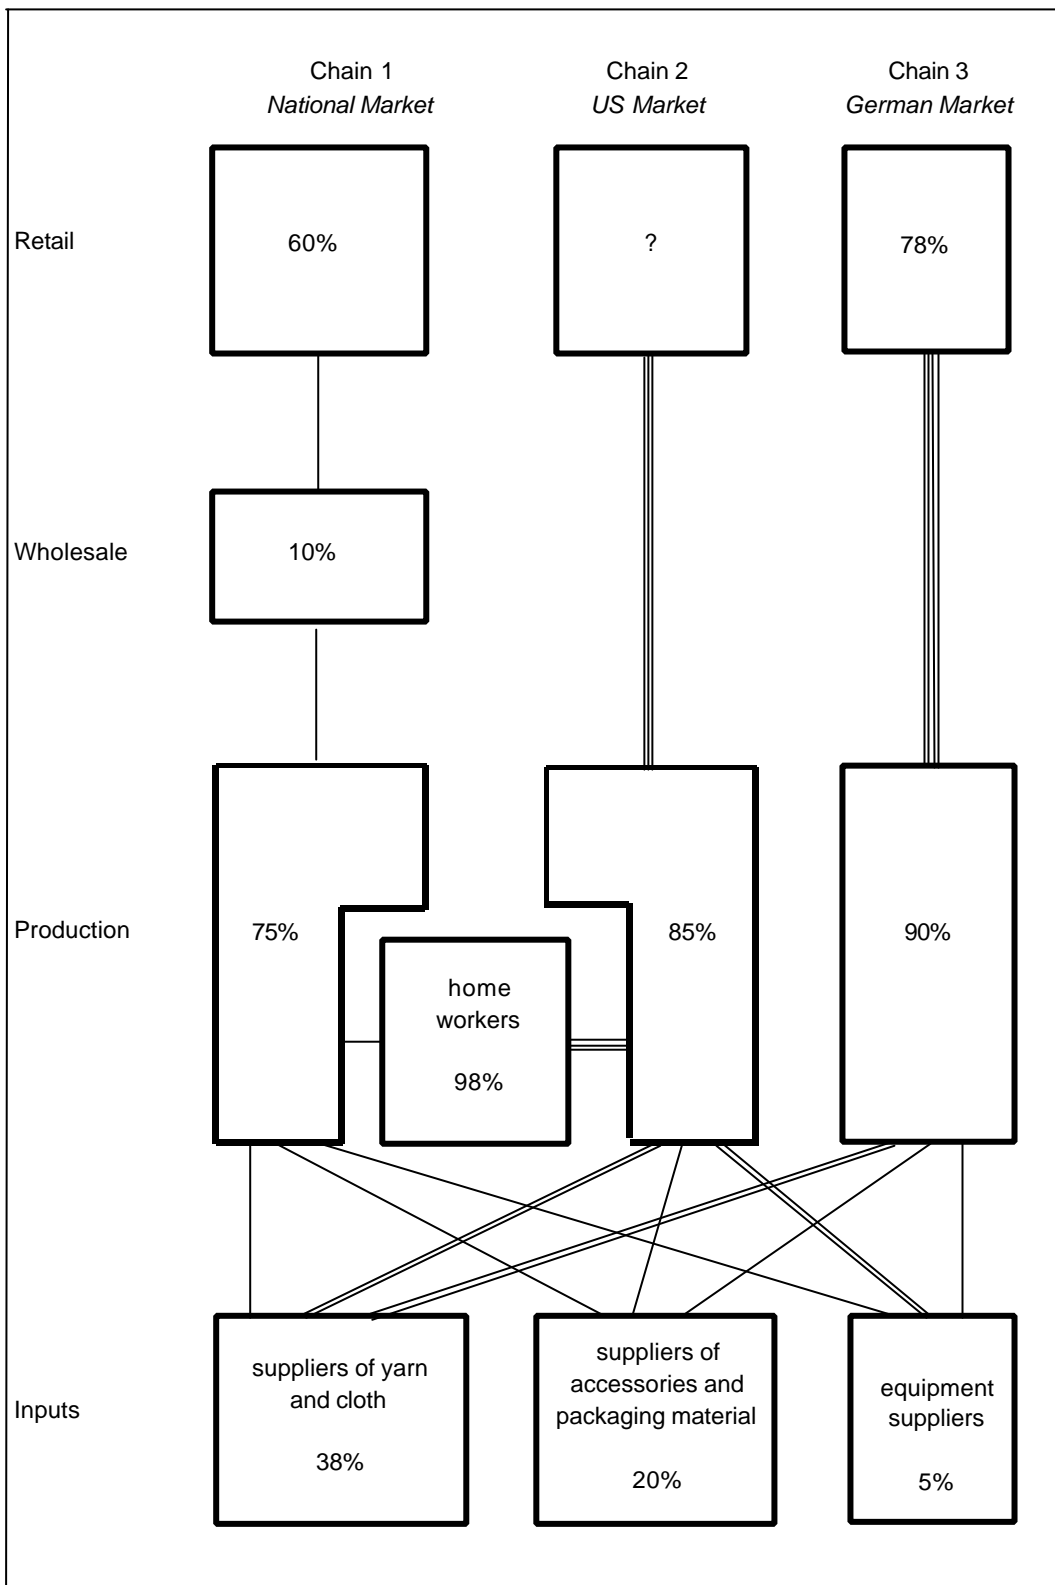 Chain 1
National Market
Chain 2
US Market
Chain 3
German Market
Retail
60%
?
78%
Wholesale
10%
Production
75%
home
workers
98%
85%
90%
Inputs
suppliers of yarn
and cloth
38%
suppliers of
accessories and
packaging material
20%
equipment
suppliers
5%